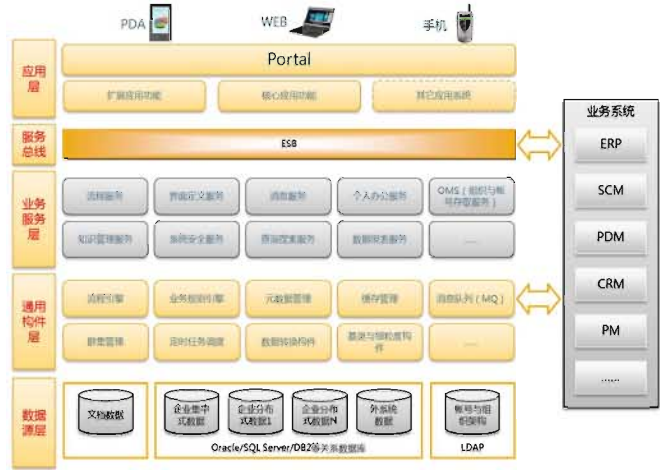 PDA
WEB
手机
应用层
Portal
扩展应用功能
核心应用功能
其它应用系统
服务总线
ESB
业务服务层
流程服务
界面定义服务
消息服务
个人办公服务
OMS（组织与帐号存取服务）
知识管理服务
系统安全服务
查询搜索服务
数据报表服务
......
通用构件层
流程引擎
业务规则引擎
元数据管理
缓存管理
消息队列（MQ）
群集管理
定时任务调度
数据转换构件
基类与细粒度构件
......
数据源层
文档数据
企业集中式数据
企业分布式数据1
企业分布式数据N
外系统数据
Oracle/SQL Server/DB2等关系数据库
帐号与组织架构
LDAP
业务系统
ERP
SCM
PDM
CRM
PM
......